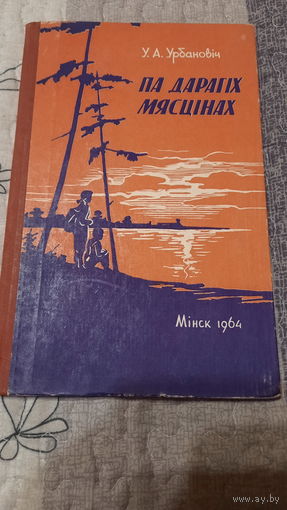 У. А. Урбановіч
ПА ДАРАГІХ
МЯСЦІНАХ
Мінск 1964
www.ay.by